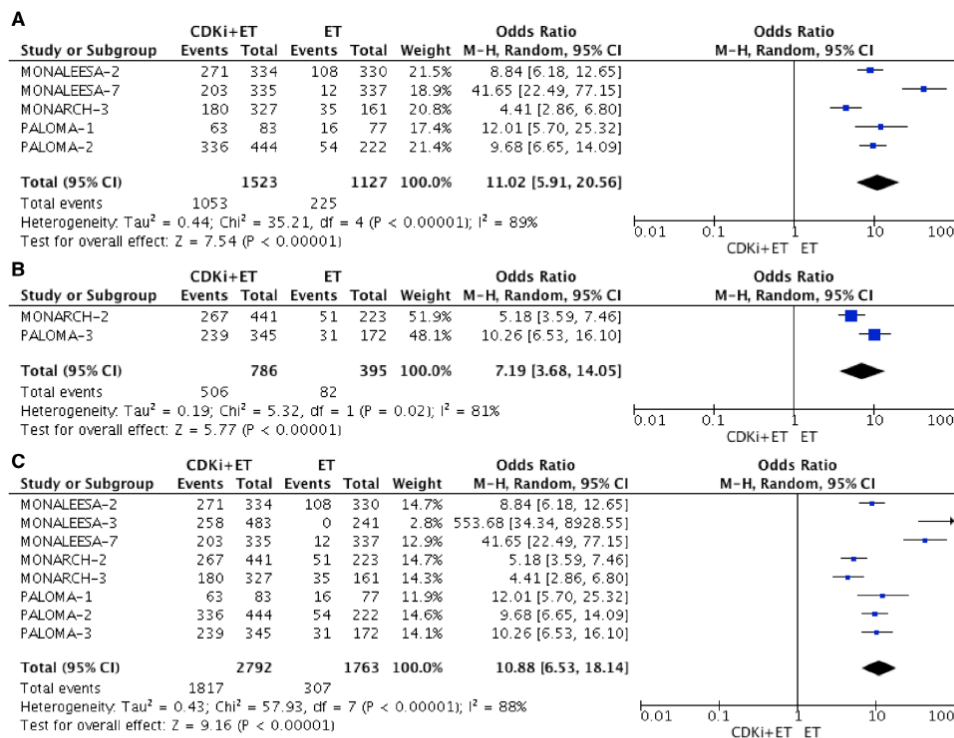 A
CDKi+ET ET Odds Ratio Odds Ratio
Study or Subgroup Events Total Events Total Weight M-H, Random, 95% CI M-H, Random, 95% CI
MONALEESA-2 271 334 108 330 21.5% 8.84 [6.18, 12.65]
MONALEESA-7 203 335 12 337 18.9% 41.65 [22.49, 77.15]
MONARCH-3 180 327 35 161 20.8% 4.41 [2.86, 6.80]
PALOMA-1 63 83 16 77 17.4% 12.01 [5.70, 25.32]
PALOMA-2 336 444 54 222 21.4% 9.68 [6.65, 14.09]
Total (95% CI) 1523 1127 100.0% 11.02 [5.91, 20.56]
Total events 1053 225
Heterogeneity: Tau² = 0.44; Chi² = 35.21, df = 4 (P < 0.00001); I² = 89%
Test for overall effect: Z = 7.54 (P < 0.00001)
0.01 0.1 1 10 100
CDKi+ET ET
B
CDKi+ET ET Odds Ratio Odds Ratio
Study or Subgroup Events Total Events Total Weight M-H, Random, 95% CI M-H, Random, 95% CI
MONARCH-2 267 441 51 223 51.9% 5.18 [3.59, 7.46]
PALOMA-3 239 345 31 172 48.1% 10.26 [6.53, 16.10]
Total (95% CI) 786 395 100.0% 7.19 [3.68, 14.05]
Total events 506 82
Heterogeneity: Tau² = 0.19; Chi² = 5.32, df = 1 (P = 0.02); I² = 81%
Test for overall effect: Z = 5.77 (P < 0.00001)
0.01 0.1 1 10 100
CDKi+ET ET
C
CDKi+ET ET Odds Ratio Odds Ratio
Study or Subgroup Events Total Events Total Weight M-H, Random, 95% CI M-H, Random, 95% CI
MONALEESA-2 271 334 108 330 14.7% 8.84 [6.18, 12.65]
MONALEESA-3 258 483 0 241 2.8% 553.68 [34.34, 8928.55]
MONALEESA-7 203 335 12 337 12.9% 41.65 [22.49, 77.15]
MONARCH-2 267 441 51 223 14.7% 5.18 [3.59, 7.46]
MONARCH-3 180 327 35 161 14.3% 4.41 [2.86, 6.80]
PALOMA-1 63 83 16 77 11.9% 12.01 [5.70, 25.32]
PALOMA-2 336 444 54 222 14.6% 9.68 [6.65, 14.09]
PALOMA-3 239 345 31 172 14.1% 10.26 [6.53, 16.10]
Total (95% CI) 2792 1763 100.0% 10.88 [6.53, 18.14]
Total events 1817 307
Heterogeneity: Tau² = 0.43; Chi² = 57.93, df = 7 (P < 0.00001); I² = 88%
Test for overall effect: Z = 9.16 (P < 0.00001)
0.01 0.1 1 10 100
CDKi+ET ET